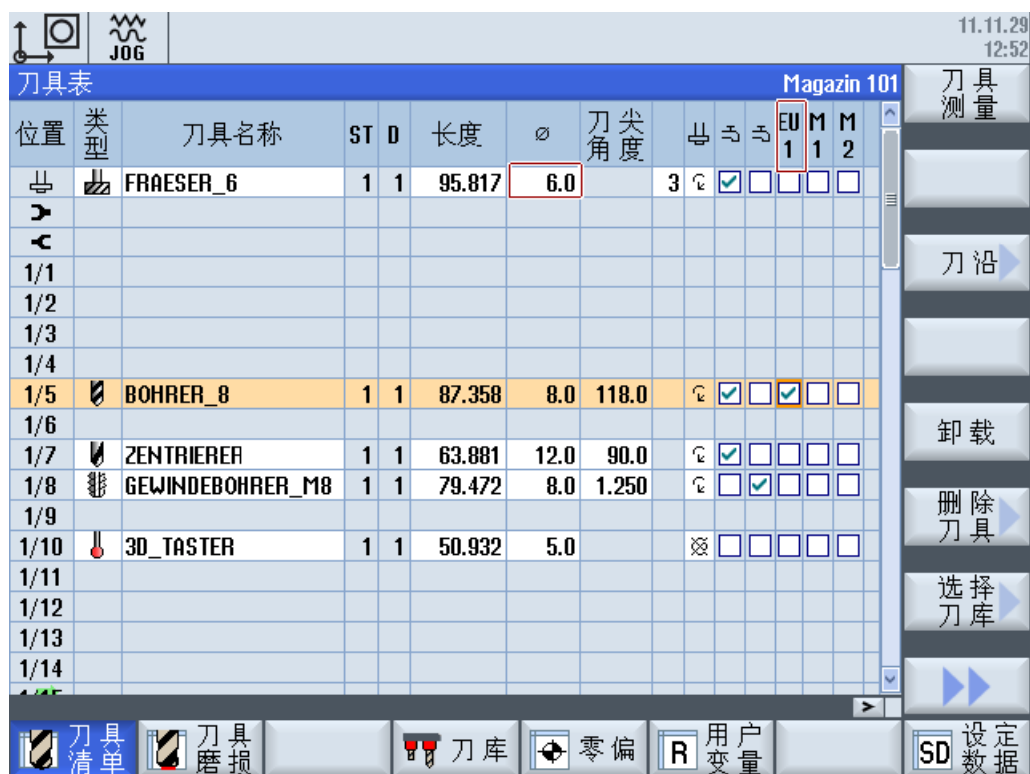 11.11.29
12:52
JOG
刀具表 Magazin 101
位置 类型 刀具名称 ST D 长度 ø 刀尖角度 EU1 M1 M2
FRAESER_6 1 1 95.817 6.0 3
1/1
1/2
1/3
1/4
1/5 BOHRER_8 1 1 87.358 8.0 118.0
1/6
1/7 ZENTRIERER 1 1 63.881 12.0 90.0
1/8 GEWINDEBOHRER_M8 1 1 79.472 8.0 1.250
1/9
1/10 3D_TASTER 1 1 50.932 5.0
1/11
1/12
1/13
1/14
刀具测量
刀沿
卸载
删除刀具
选择刀库
刀具清单
刀具磨损
刀库
零偏
R 用户变量
SD 设定数据